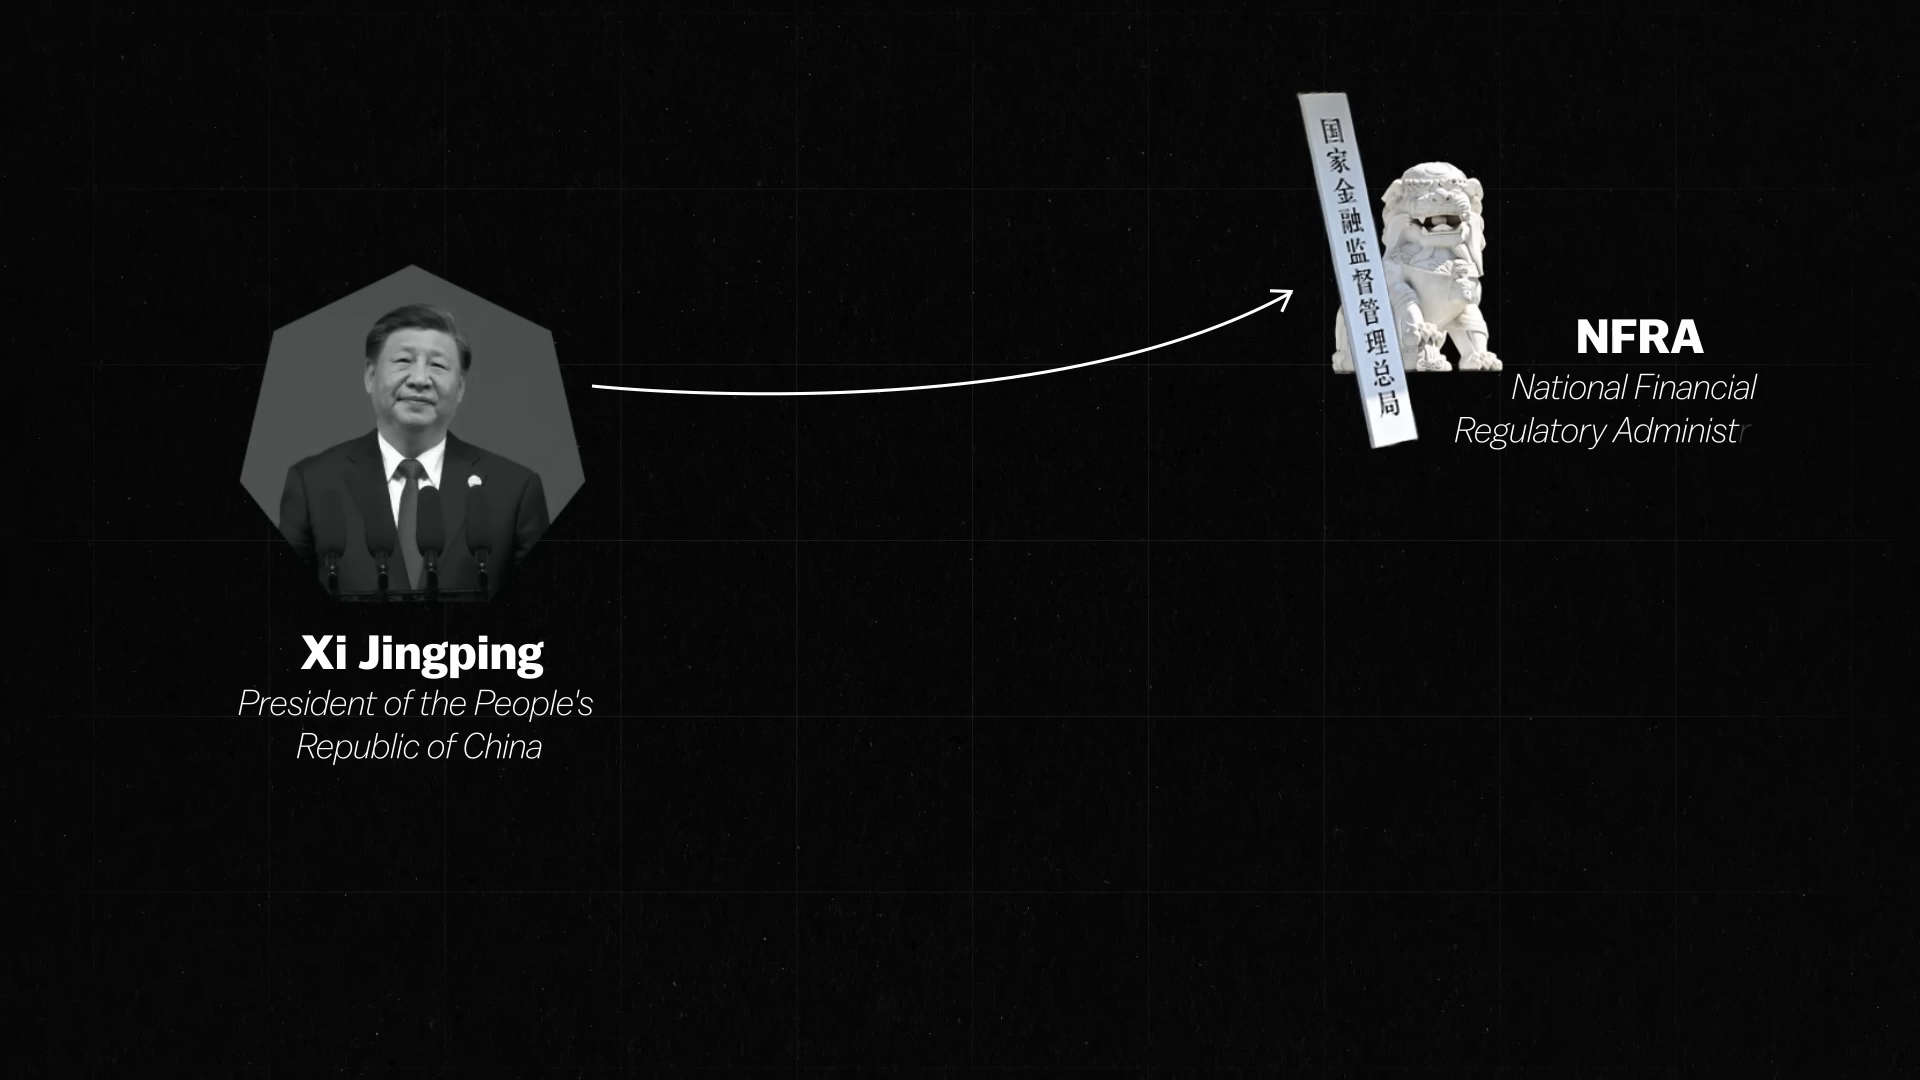 Xi Jingping
President of the People's
Republic of China
国家金融监督管理总局
NFRA
National Financial
Regulatory Administr